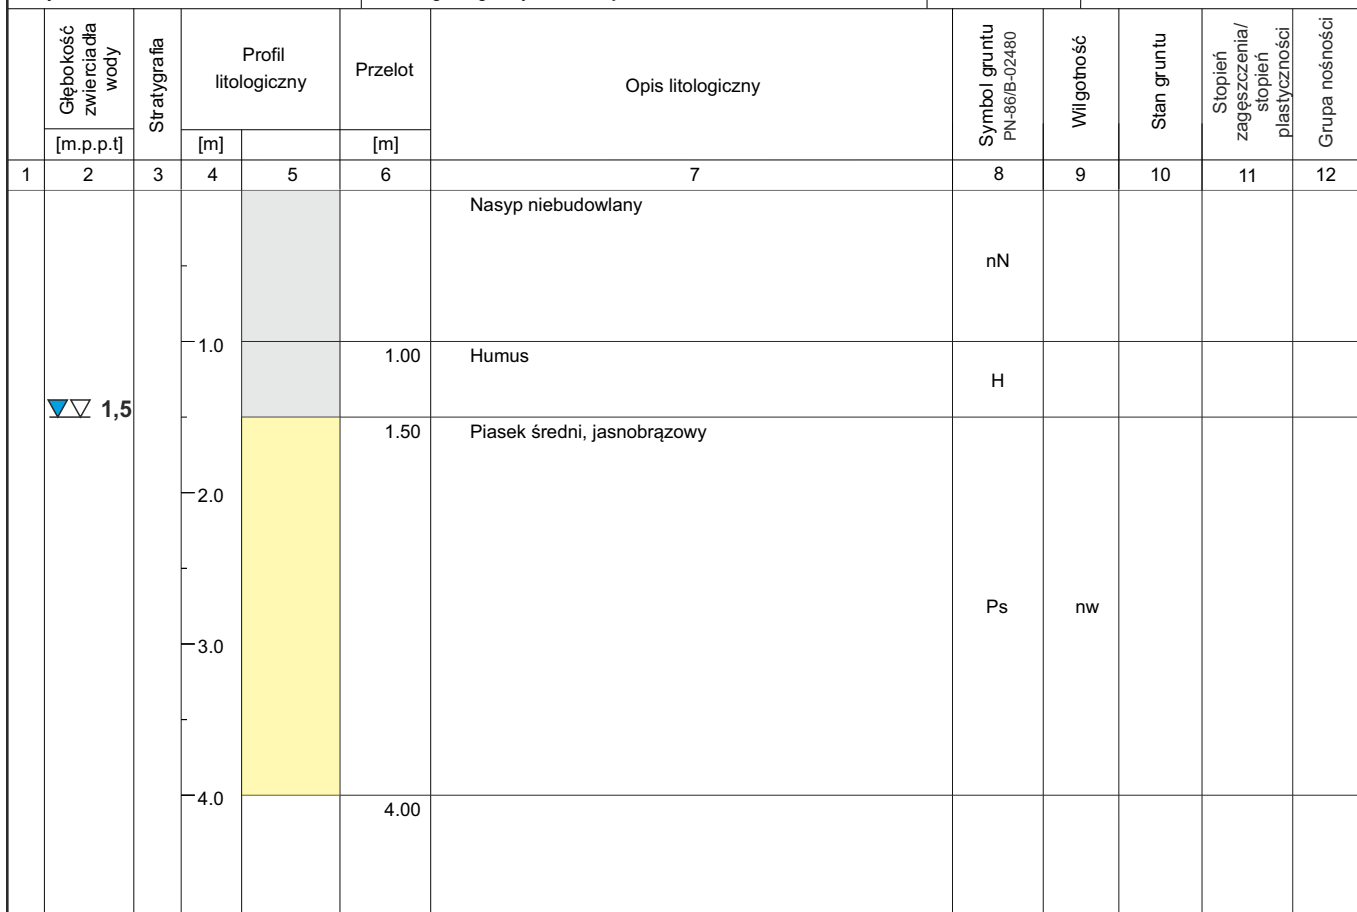 Głębokość
zwierciadła
wody
[m.p.p.t]
Stratygrafia
Profil
litologiczny
[m]
Przelot
[m]
Opis litologiczny
Symbol gruntu
PN-86/B-02480
Wilgotność
Stan gruntu
Stopień
zagęszczenia/
stopień
plastyczności
Grupa nośności
1 2 3 4 5 6 7 8 9 10 11 12
Nasyp niebudowlany
nN
1.0
1.00 Humus
H
1,5
1.50 Piasek średni, jasnobrązowy
2.0
Ps nw
3.0
4.0
4.00